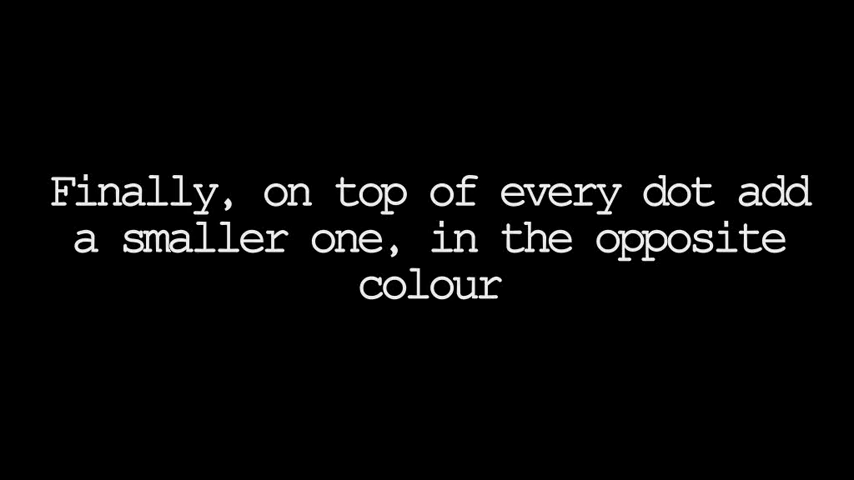 Finally, on top of every dot add
a smaller one, in the opposite
colour